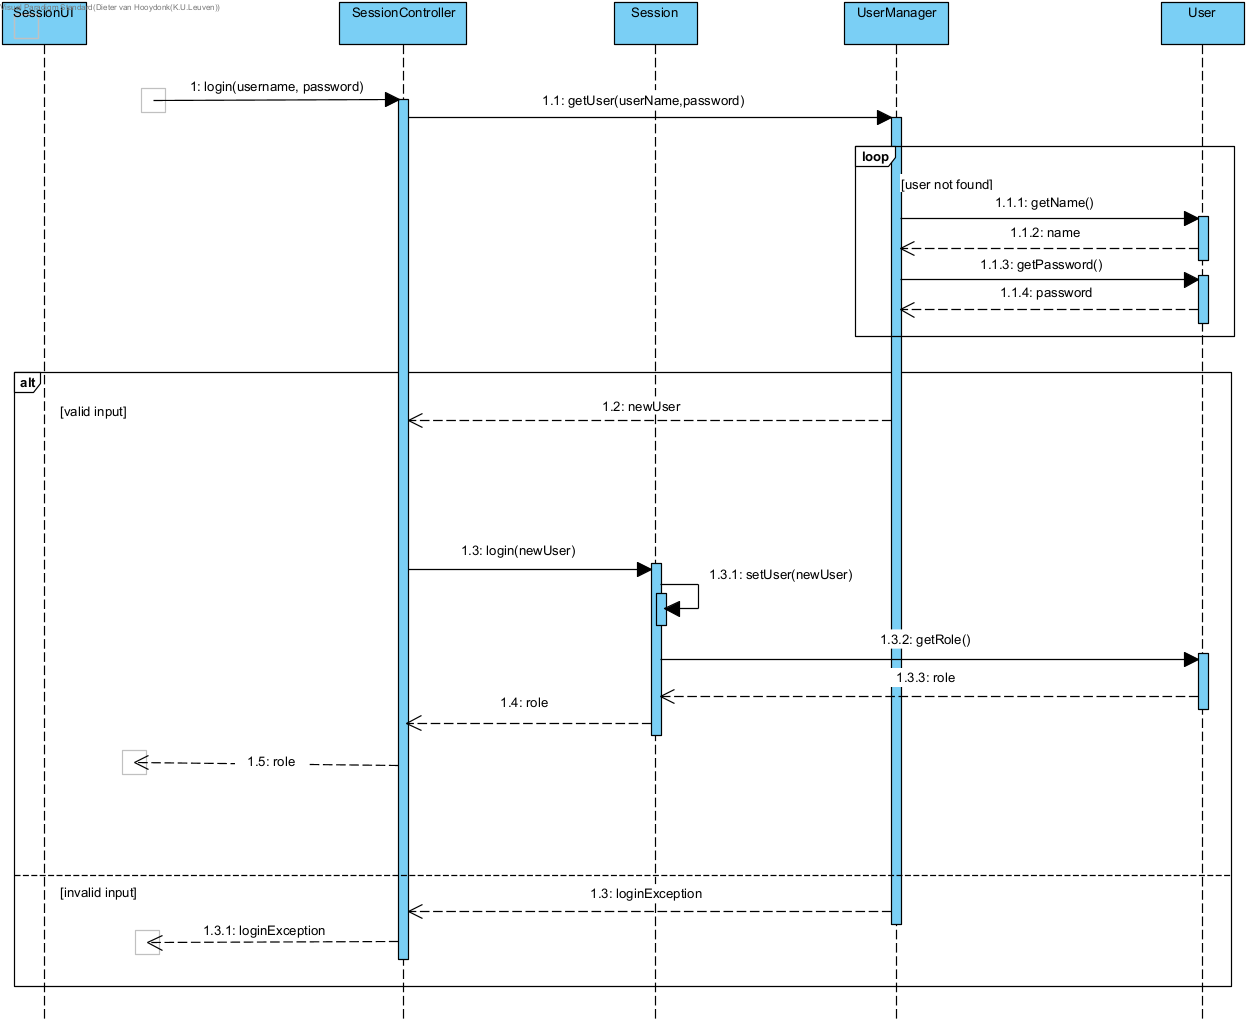 Visual Paradigm Standard(Dieter van Hooydonk(K.U.Leuven))
SessionUI
SessionController
Session
UserManager
User
1: login(username, password)
1.1: getUser(userName,password)
loop
[user not found]
1.1.1: getName()
1.1.2: name
1.1.3: getPassword()
1.1.4: password
alt
[valid input]
1.2: newUser
1.3: login(newUser)
1.3.1: setUser(newUser)
1.3.2: getRole()
1.3.3: role
1.4: role
1.5: role
[invalid input]
1.3: loginException
1.3.1: loginException